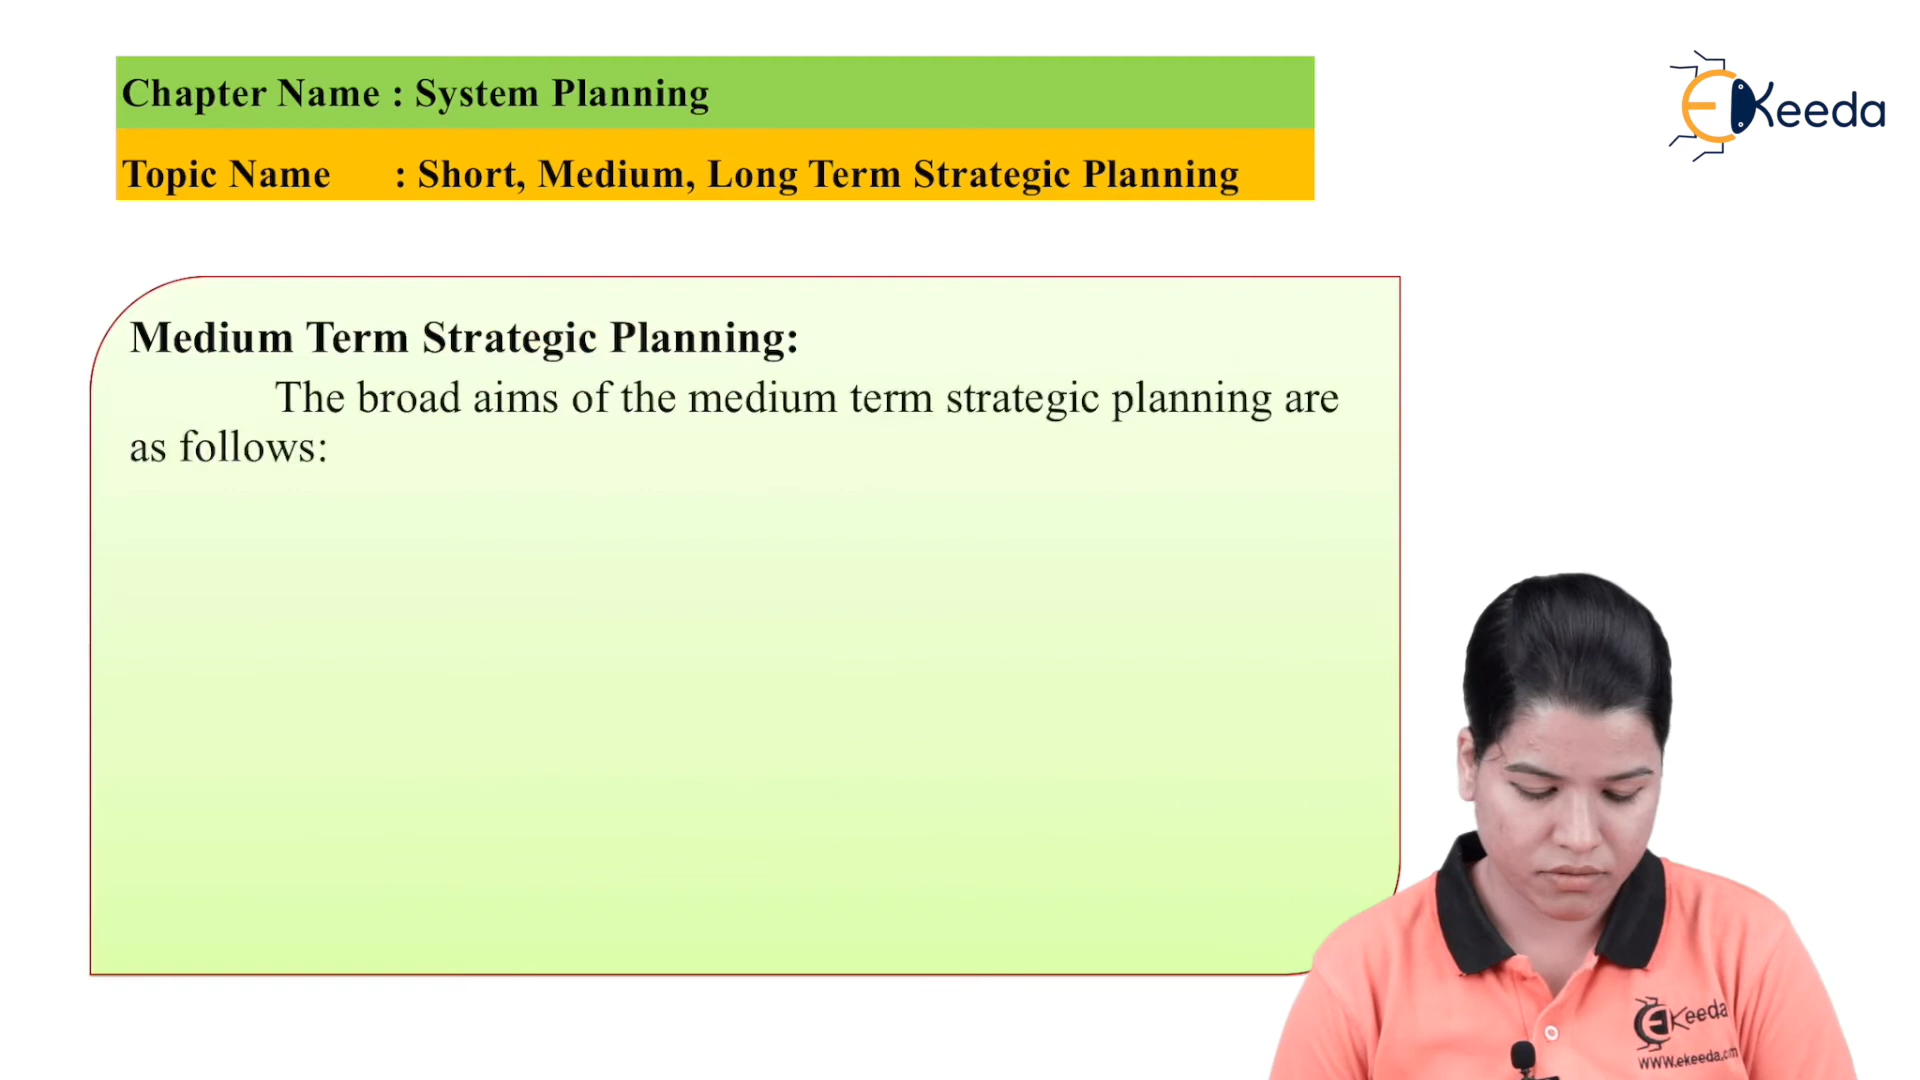 Chapter Name : System Planning
Topic Name : Short, Medium, Long Term Strategic Planning
EKeeda
Medium Term Strategic Planning:
The broad aims of the medium term strategic planning are
as follows:
EKeeda
WWW.ekeeda.com